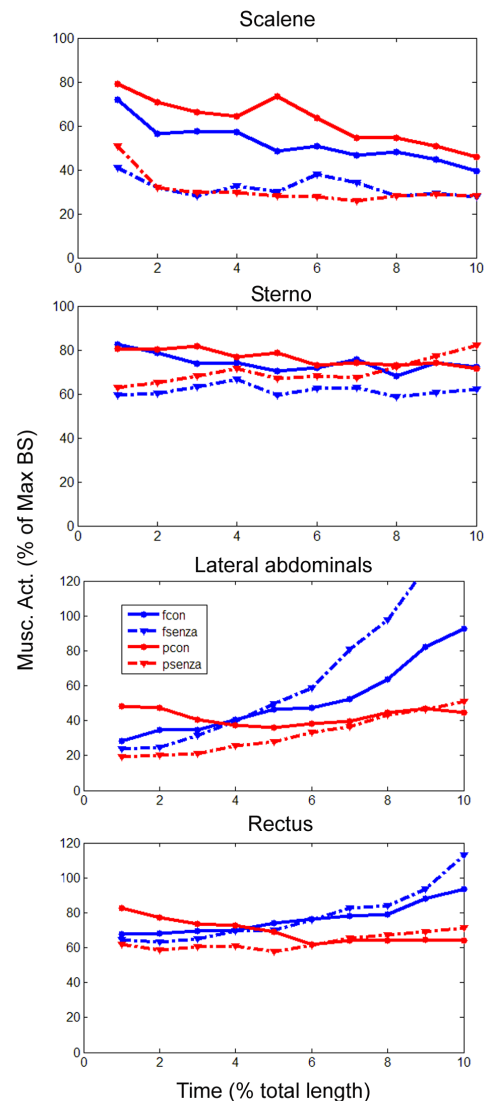 Scalene
100
80
60
40
20
0
0 2 4 6 8 10
Sterno
100
80
60
40
20
0
0 2 4 6 8 10
Musc. Act. (% of Max BS)
Lateral abdominals
120
100
80
60
40
20
0
fcon
fsenza
pcon
psenza
0 2 4 6 8 10
Rectus
120
100
80
60
40
20
0
0 2 4 6 8 10
Time (% total length)